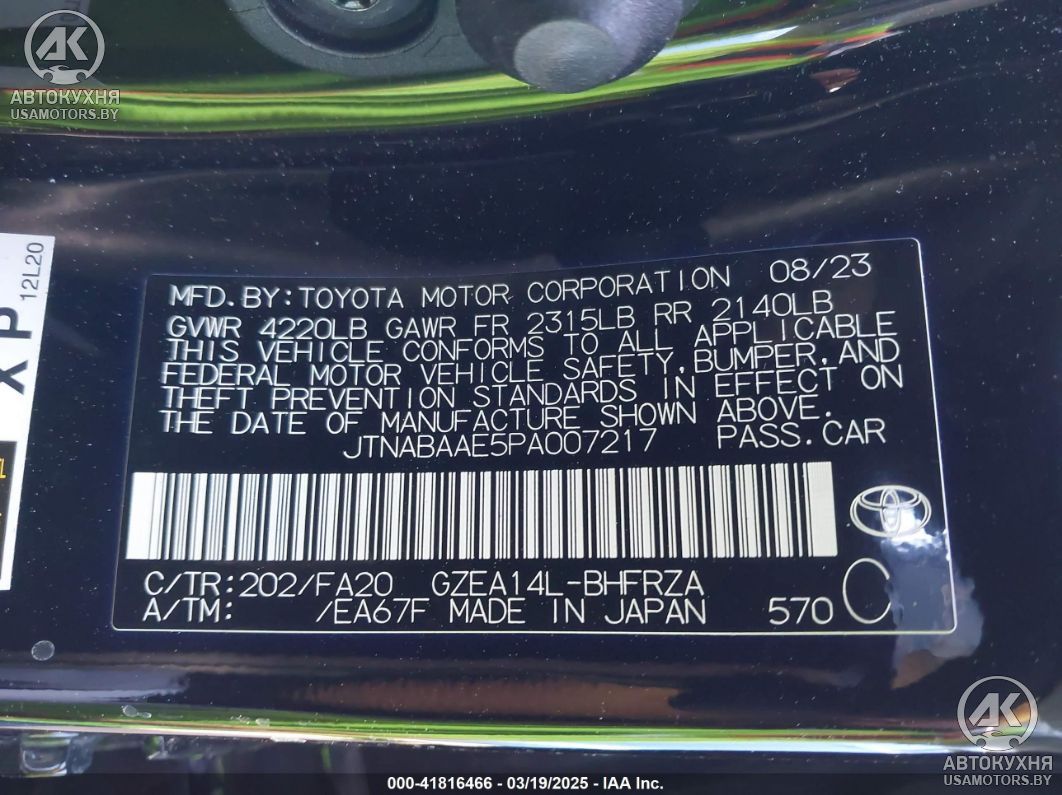 AK
АВТОКУХНЯ
USAMOTORS.BY
12L20
X P
MFD.BY:TOYOTA MOTOR CORPORATION 08/23
GVWR 4220LB GAWR FR 2315LB RR 2140LB
THIS VEHICLE CONFORMS TO ALL APPLICABLE
FEDERAL MOTOR VEHICLE SAFETY,BUMPER,AND
THEFT PREVENTION STANDARDS IN EFFECT ON
THE DATE OF MANUFACTURE SHOWN ABOVE.
JTNABAAE5PA007217 PASS.CAR
C/TR:202/FA20 GZEA14L-BHFRZA
A/TM: /EA67F MADE IN JAPAN 570 C
AK
АВТОКУХНЯ
USAMOTORS.BY
000-41816466 - 03/19/2025 - IAA Inc.